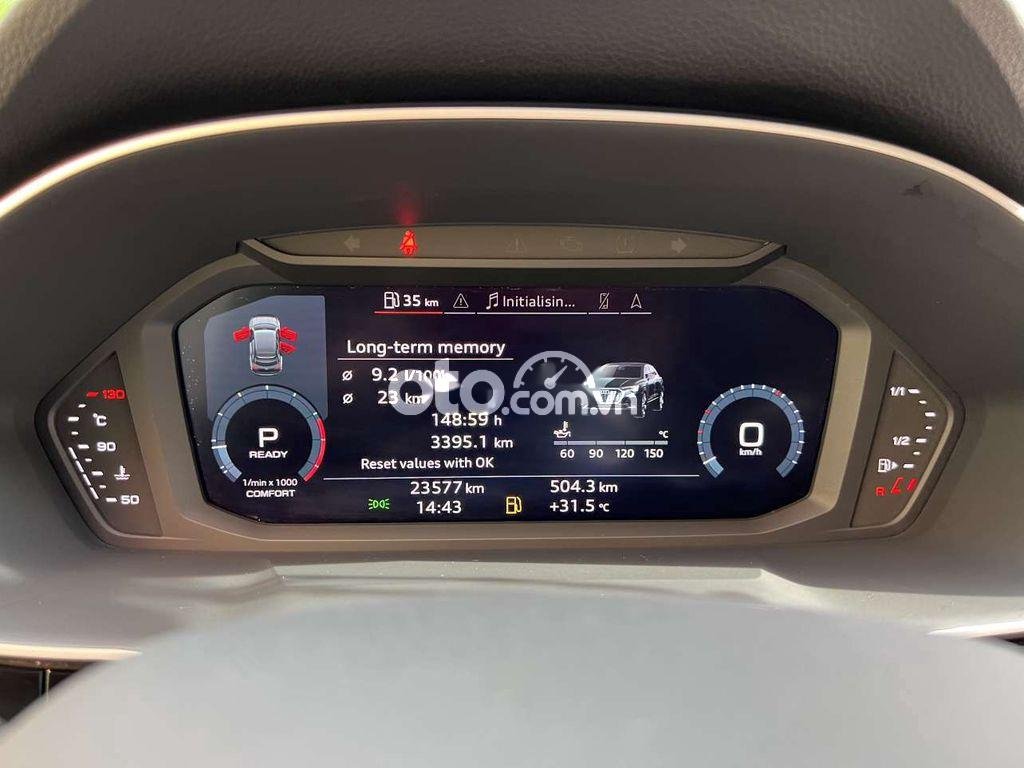 35 km Initialisin...
Long-term memory
ø 9.2 l/100
ø 23 km
148:59 h
3395.1 km
Reset values with OK
60 90 120 150 °C
23577 km 504.3 km
14:43 +31.5 °C
P
READY
1/min x 1000
COMFORT
0
km/h
130
°C
90
50
1/1
1/2
R
oto.com.vn